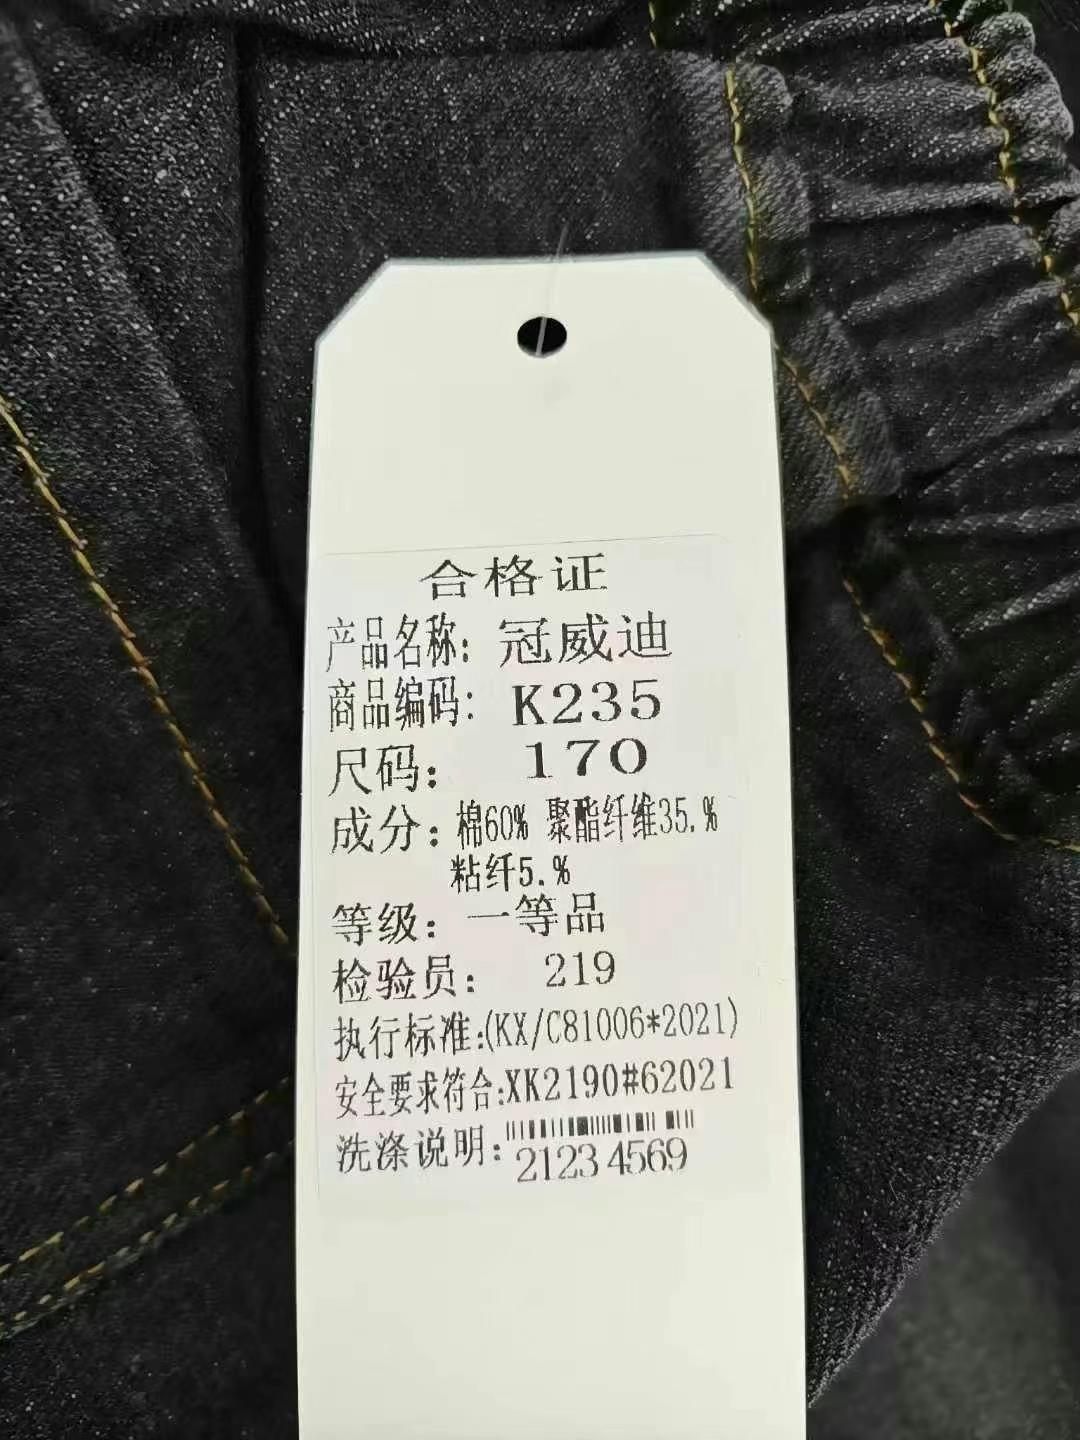 合格证
产品名称：冠威迪
商品编码：K235
尺码：170
成分：棉60% 聚酯纤维35.%
粘纤5.%
等级：一等品
检验员：219
执行标准:(KX/C81006*2021)
安全要求符合:XK2190#62021
洗涤说明：21234569